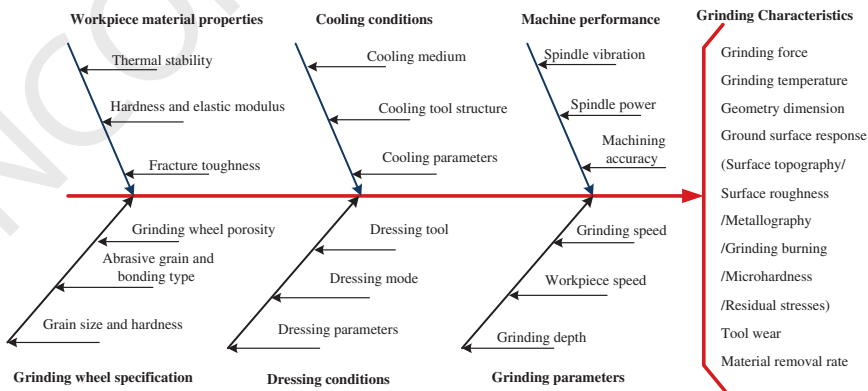 Workpiece material properties
Cooling conditions
Machine performance
Grinding Characteristics
Thermal stability
Hardness and elastic modulus
Fracture toughness
Cooling medium
Cooling tool structure
Cooling parameters
Spindle vibration
Spindle power
Machining
accuracy
Grinding wheel porosity
Abrasive grain and
bonding type
Grain size and hardness
Dressing tool
Dressing mode
Dressing parameters
Grinding speed
Workpiece speed
Grinding depth
Grinding wheel specification
Dressing conditions
Grinding parameters
Grinding force
Grinding temperature
Geometry dimension
Ground surface response
(Surface topography/
Surface roughness
/Metallography
/Grinding burning
/Microhardness
/Residual stresses)
Tool wear
Material removal rate